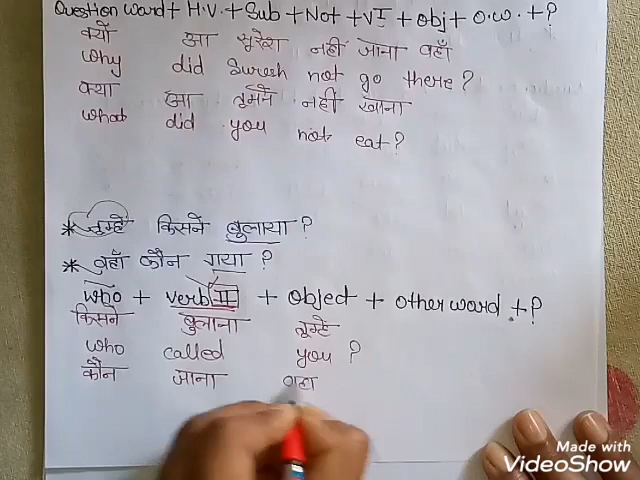 Question Word + H.V. + Sub + Not + V I + obj + O.W. + ?
क्यों आ सुरेश नहीं जाना वहाँ
why did Suresh not go there?
क्या आ तुमने नहीं खाना
what did you not eat?
* तुम्हें किसने बुलाया?
* वहाँ कौन गया?
who + verb II + object + other word + ?
किसने बुलाना तुम्हें
who called you ?
कौन जाना वहा
Made with
VideoShow